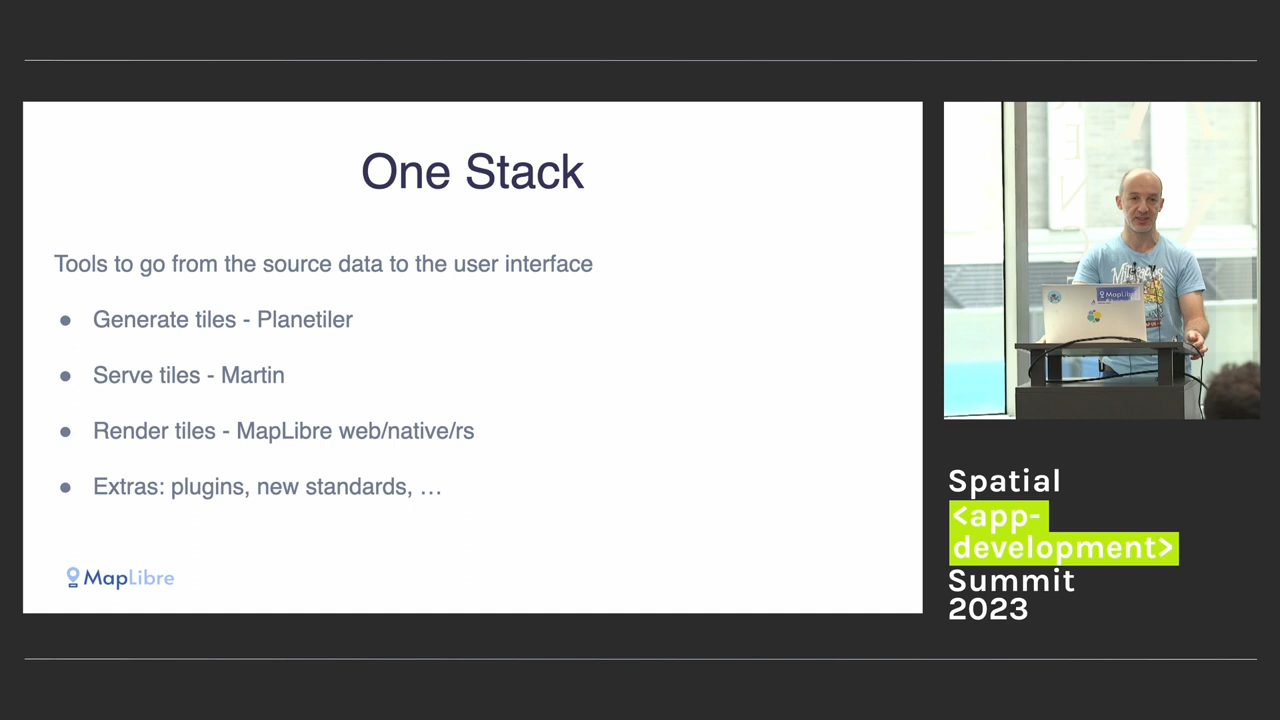 One Stack
Tools to go from the source data to the user interface
● Generate tiles - Planetiler
● Serve tiles - Martin
● Render tiles - MapLibre web/native/rs
● Extras: plugins, new standards, …
MapLibre
Spatial
<app-
development>
Summit
2023